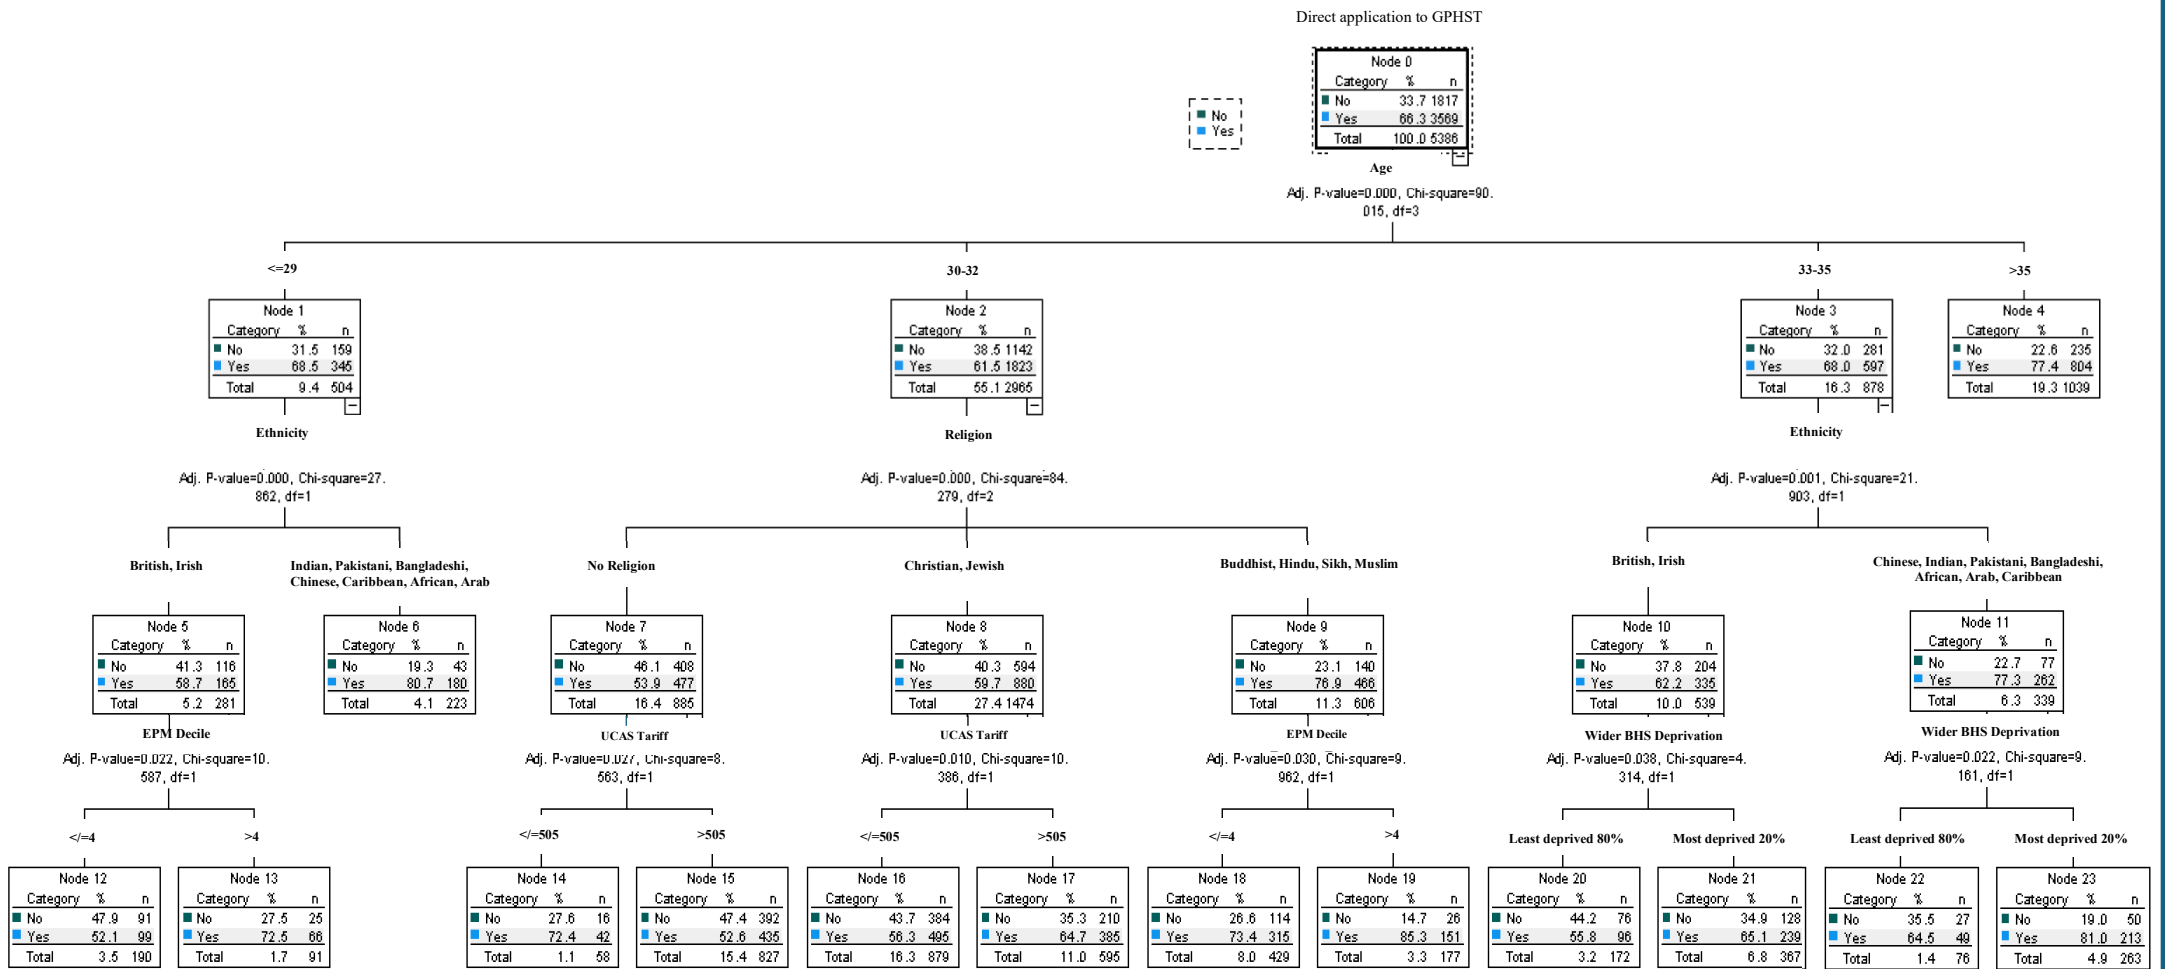 Direct application to GPHST
No
Yes
Node 0
Category % n
No 33.7 1817
Yes 66.3 3569
Total 100.0 5386
Age
Adj. P-value=0.000, Chi-square=90.
015, df=3
<=29
30-32
33-35
>35
Node 1
Category % n
No 31.5 159
Yes 68.5 345
Total 9.4 504
Node 2
Category % n
No 38.5 1142
Yes 61.5 1823
Total 55.1 2965
Node 3
Category % n
No 32.0 281
Yes 68.0 597
Total 16.3 878
Node 4
Category % n
No 22.6 235
Yes 77.4 804
Total 19.3 1039
Ethnicity
Adj. P-value=0.000, Chi-square=27.
862, df=1
Religion
Adj. P-value=0.000, Chi-square=84.
279, df=2
Ethnicity
Adj. P-value=0.001, Chi-square=21.
903, df=1
British, Irish
Indian, Pakistani, Bangladeshi,
Chinese, Caribbean, African, Arab
No Religion
Christian, Jewish
Buddhist, Hindu, Sikh, Muslim
British, Irish
Chinese, Indian, Pakistani, Bangladeshi,
African, Arab, Caribbean
Node 5
Category % n
No 41.3 116
Yes 58.7 165
Total 5.2 281
Node 6
Category % n
No 19.3 43
Yes 80.7 180
Total 4.1 223
Node 7
Category % n
No 46.1 408
Yes 53.9 477
Total 16.4 885
Node 8
Category % n
No 40.3 594
Yes 59.7 880
Total 27.4 1474
Node 9
Category % n
No 23.1 140
Yes 76.9 466
Total 11.3 606
Node 10
Category % n
No 37.8 204
Yes 62.2 335
Total 10.0 539
Node 11
Category % n
No 22.7 77
Yes 77.3 262
Total 6.3 339
EPM Decile
Adj. P-value=0.022, Chi-square=10.
587, df=1
UCAS Tariff
Adj. P-value=0.027, Chi-square=8.
563, df=1
UCAS Tariff
Adj. P-value=0.010, Chi-square=10.
386, df=1
EPM Decile
Adj. P-value=0.030, Chi-square=9.
962, df=1
Wider BHS Deprivation
Adj. P-value=0.038, Chi-square=4.
314, df=1
Wider BHS Deprivation
Adj. P-value=0.022, Chi-square=9.
161, df=1
</=4
>4
</=505
>505
</=505
>505
</=4
>4
Least deprived 80%
Most deprived 20%
Least deprived 80%
Most deprived 20%
Node 12
Category % n
No 47.9 91
Yes 52.1 99
Total 3.5 190
Node 13
Category % n
No 27.5 25
Yes 72.5 66
Total 1.7 91
Node 14
Category % n
No 27.6 16
Yes 72.4 42
Total 1.1 58
Node 15
Category % n
No 47.4 392
Yes 52.6 435
Total 15.4 827
Node 16
Category % n
No 43.7 384
Yes 56.3 495
Total 16.3 879
Node 17
Category % n
No 35.3 210
Yes 64.7 385
Total 11.0 595
Node 18
Category % n
No 26.6 114
Yes 73.4 315
Total 8.0 429
Node 19
Category % n
No 14.7 26
Yes 85.3 151
Total 3.3 177
Node 20
Category % n
No 44.2 76
Yes 55.8 96
Total 3.2 172
Node 21
Category % n
No 34.9 128
Yes 65.1 239
Total 6.8 367
Node 22
Category % n
No 35.5 27
Yes 64.5 49
Total 1.4 76
Node 23
Category % n
No 19.0 50
Yes 81.0 213
Total 4.9 263